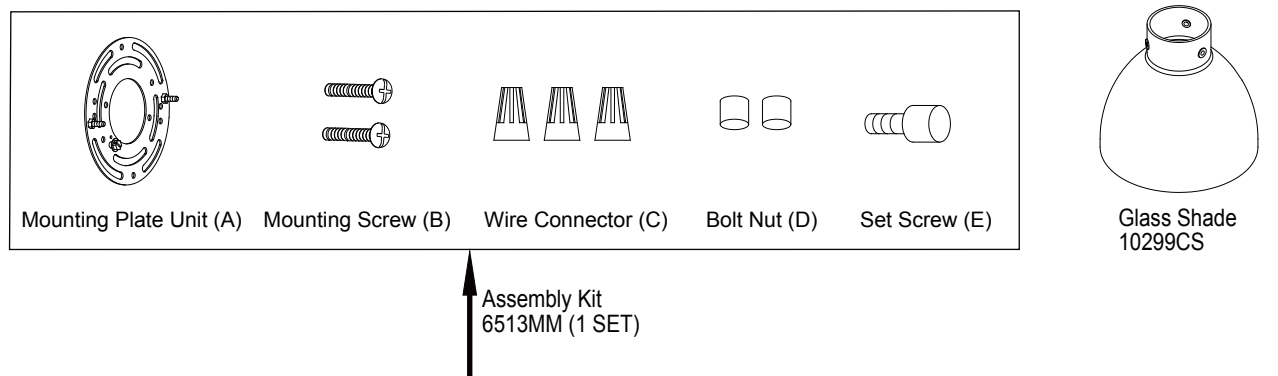 Mounting Plate Unit (A)
Mounting Screw (B)
Wire Connector (C)
Bolt Nut (D)
Set Screw (E)
Glass Shade
10299CS
Assembly Kit
6513MM (1 SET)